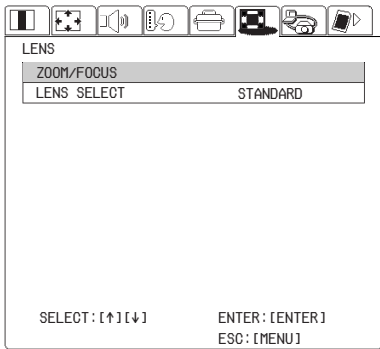 LENS
ZOOM/FOCUS
LENS SELECT STANDARD
SELECT:[↑][↓] ENTER:[ENTER]
ESC:[MENU]